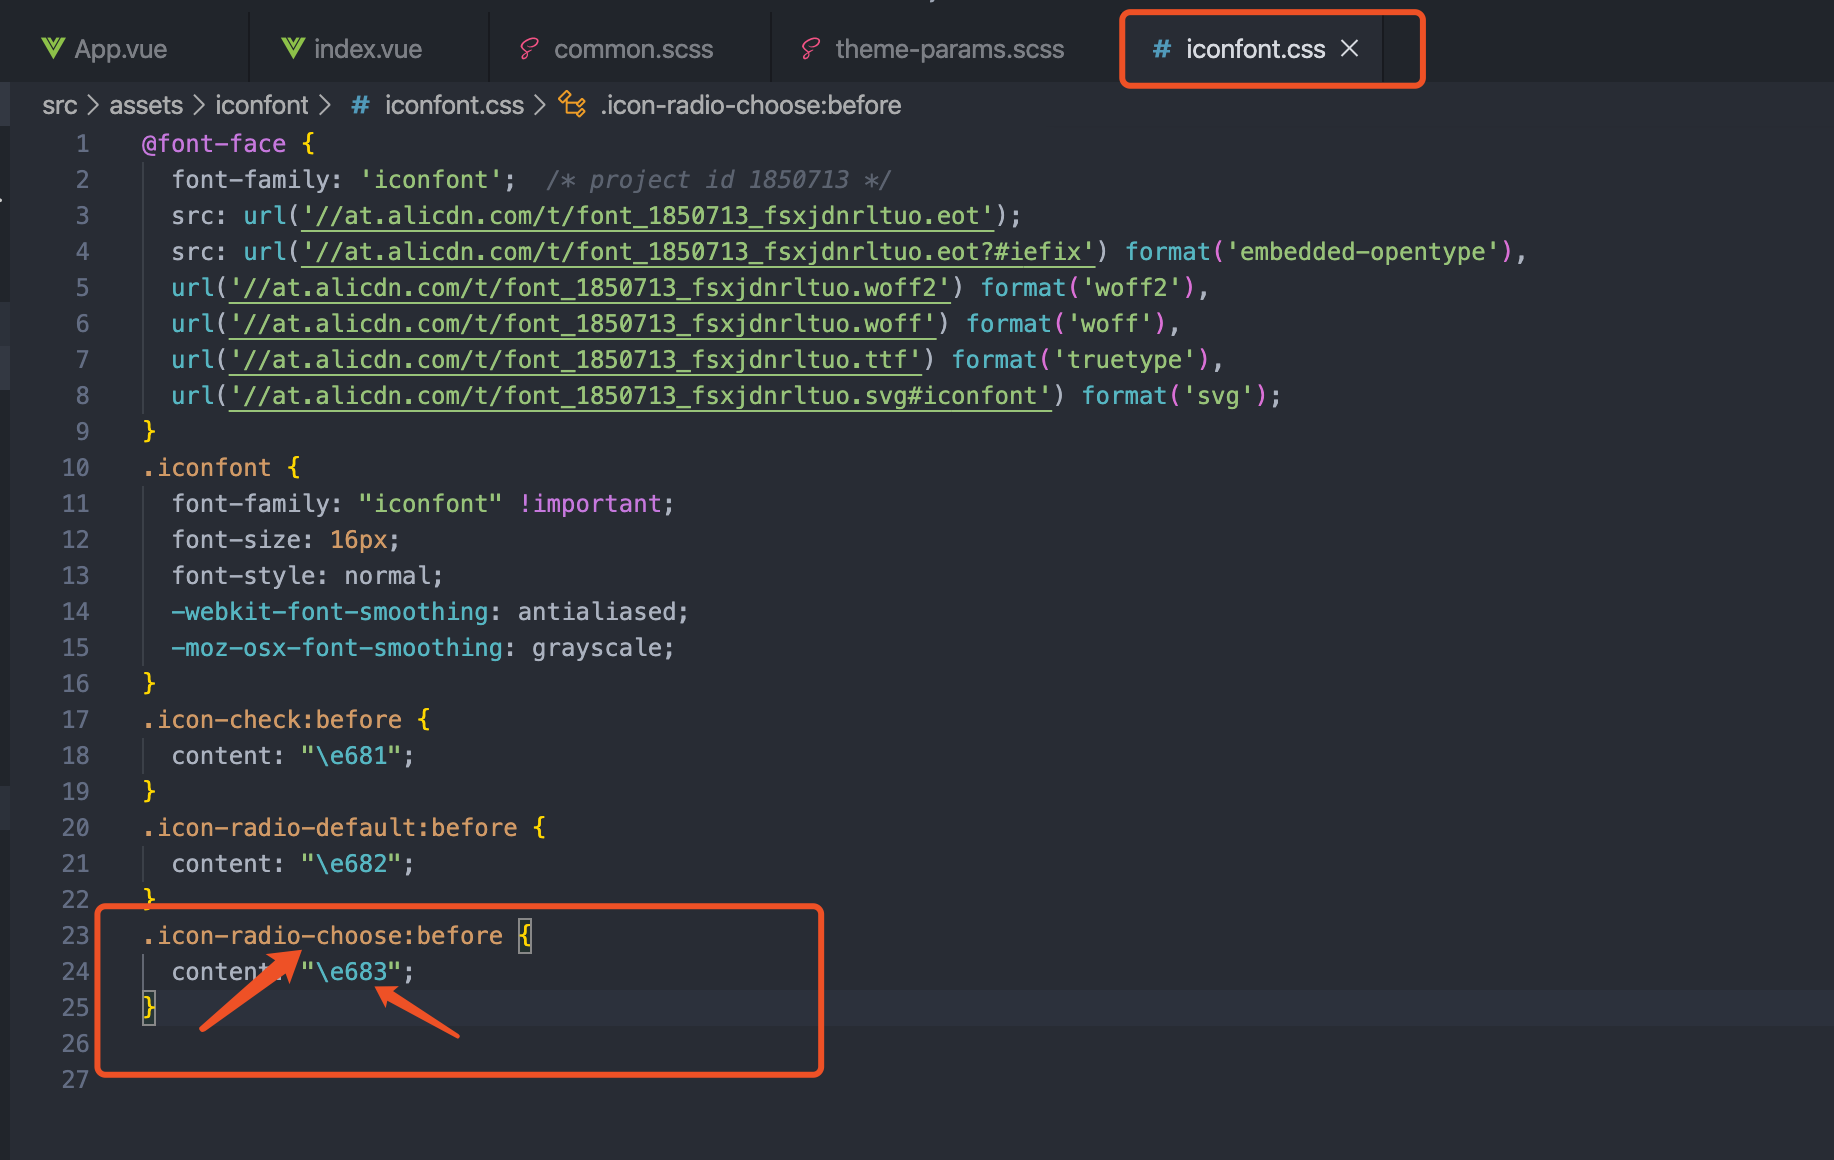 App.vue index.vue common.scss theme-params.scss # iconfont.css ×
src > assets > iconfont > # iconfont.css > .icon-radio-choose:before
1 @font-face {
2 font-family: 'iconfont'; /* project id 1850713 */
3 src: url('//at.alicdn.com/t/font_1850713_fsxjdnrltuo.eot');
4 src: url('//at.alicdn.com/t/font_1850713_fsxjdnrltuo.eot?#iefix') format('embedded-opentype'),
5 url('//at.alicdn.com/t/font_1850713_fsxjdnrltuo.woff2') format('woff2'),
6 url('//at.alicdn.com/t/font_1850713_fsxjdnrltuo.woff') format('woff'),
7 url('//at.alicdn.com/t/font_1850713_fsxjdnrltuo.ttf') format('truetype'),
8 url('//at.alicdn.com/t/font_1850713_fsxjdnrltuo.svg#iconfont') format('svg');
9 }
10 .iconfont {
11 font-family: "iconfont" !important;
12 font-size: 16px;
13 font-style: normal;
14 -webkit-font-smoothing: antialiased;
15 -moz-osx-font-smoothing: grayscale;
16 }
17 .icon-check:before {
18 content: "\e681";
19 }
20 .icon-radio-default:before {
21 content: "\e682";
22 }
23 .icon-radio-choose:before {
24 content: "\e683";
25 }
26
27